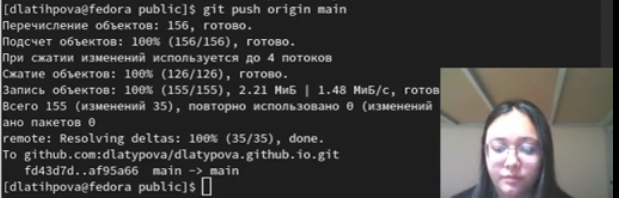 [dlatihpova@fedora public]$ git push origin main
Перечисление объектов: 156, готово.
Подсчет объектов: 100% (156/156), готово.
При сжатии изменений используется до 4 потоков
Сжатие объектов: 100% (126/126), готово.
Запись объектов: 100% (155/155), 2.21 МиБ | 1.48 МиБ/с, готов
Всего 155 (изменений 35), повторно использовано 0 (изменений
ано пакетов 0
remote: Resolving deltas: 100% (35/35), done.
To github.com:dlatypova/dlatypova.github.io.git
fd43d7d..af95a66 main -> main
[dlatihpova@fedora public]$